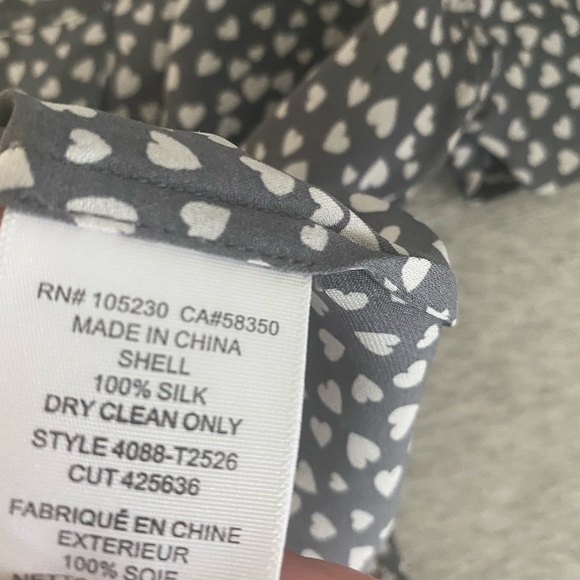 RN# 105230 CA#58350
MADE IN CHINA
SHELL
100% SILK
DRY CLEAN ONLY
STYLE 4088-T2526
CUT 425636
FABRIQUÉ EN CHINE
EXTERIEUR
100% SOIE